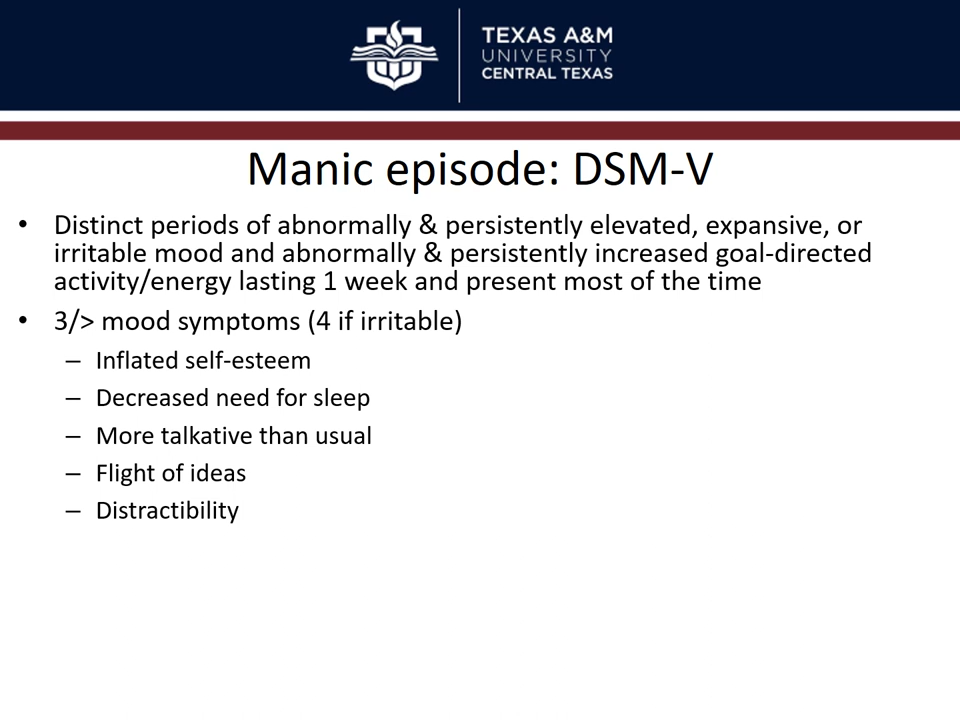 TEXAS A&M
UNIVERSITY
CENTRAL TEXAS
Manic episode: DSM-V
• Distinct periods of abnormally & persistently elevated, expansive, or
irritable mood and abnormally & persistently increased goal-directed
activity/energy lasting 1 week and present most of the time
• 3/> mood symptoms (4 if irritable)
– Inflated self-esteem
– Decreased need for sleep
– More talkative than usual
– Flight of ideas
– Distractibility